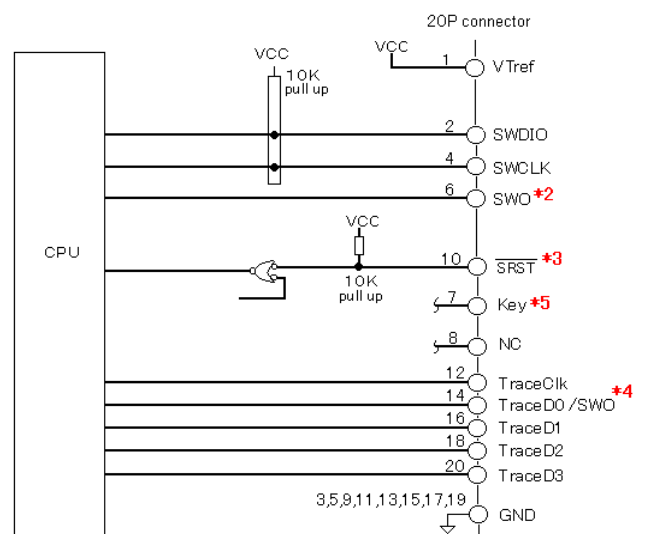 20P connector
VCC
1
VTref
VCC
10K
pull up
2
SWDIO
4
SWCLK
6
SWO *2
VCC
CPU
10
SRST *3
10K
pull up
7
Key *5
8
NC
12
TraceClk
14
TraceD0/SWO *4
16
TraceD1
18
TraceD2
20
TraceD3
3,5,9,11,13,15,17,19
GND